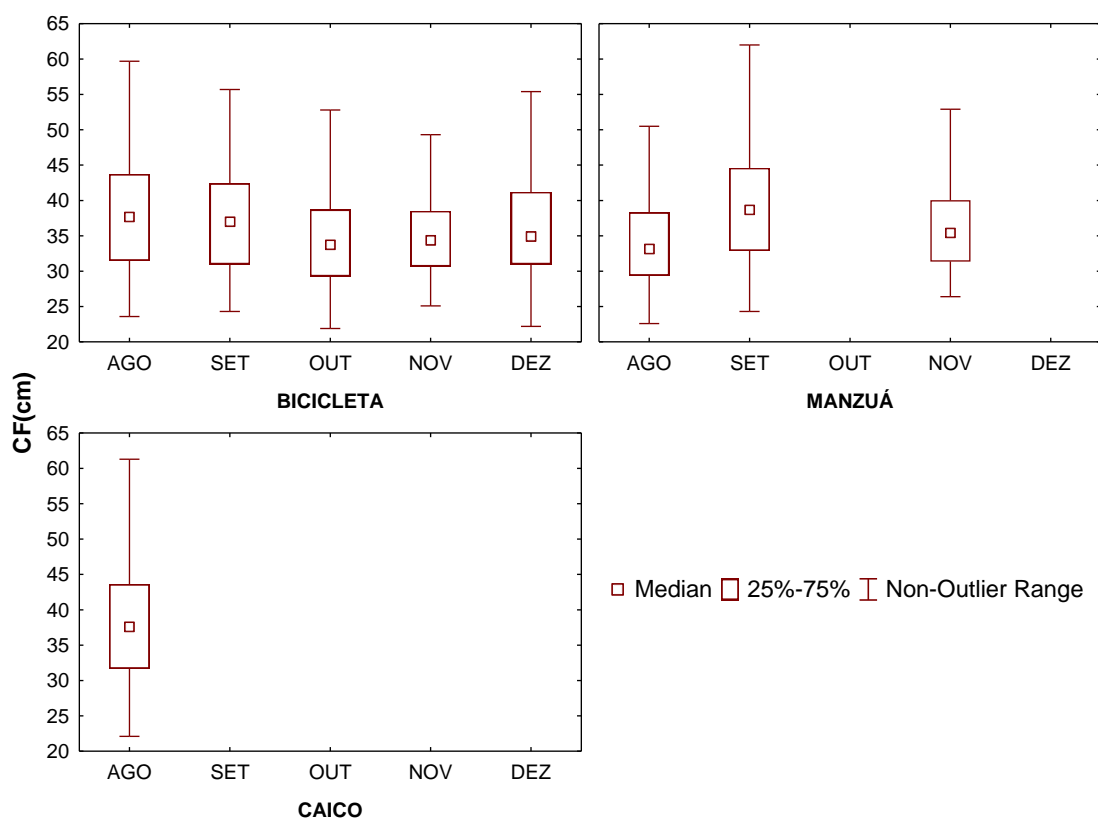 65
60
55
50
45
40
35
30
25
20
AGO SET OUT NOV DEZ
BICICLETA
AGO SET OUT NOV DEZ
MANZUÁ
CF(cm)
65
60
55
50
45
40
35
30
25
20
AGO SET OUT NOV DEZ
CAICO
Median 25%-75% Non-Outlier Range